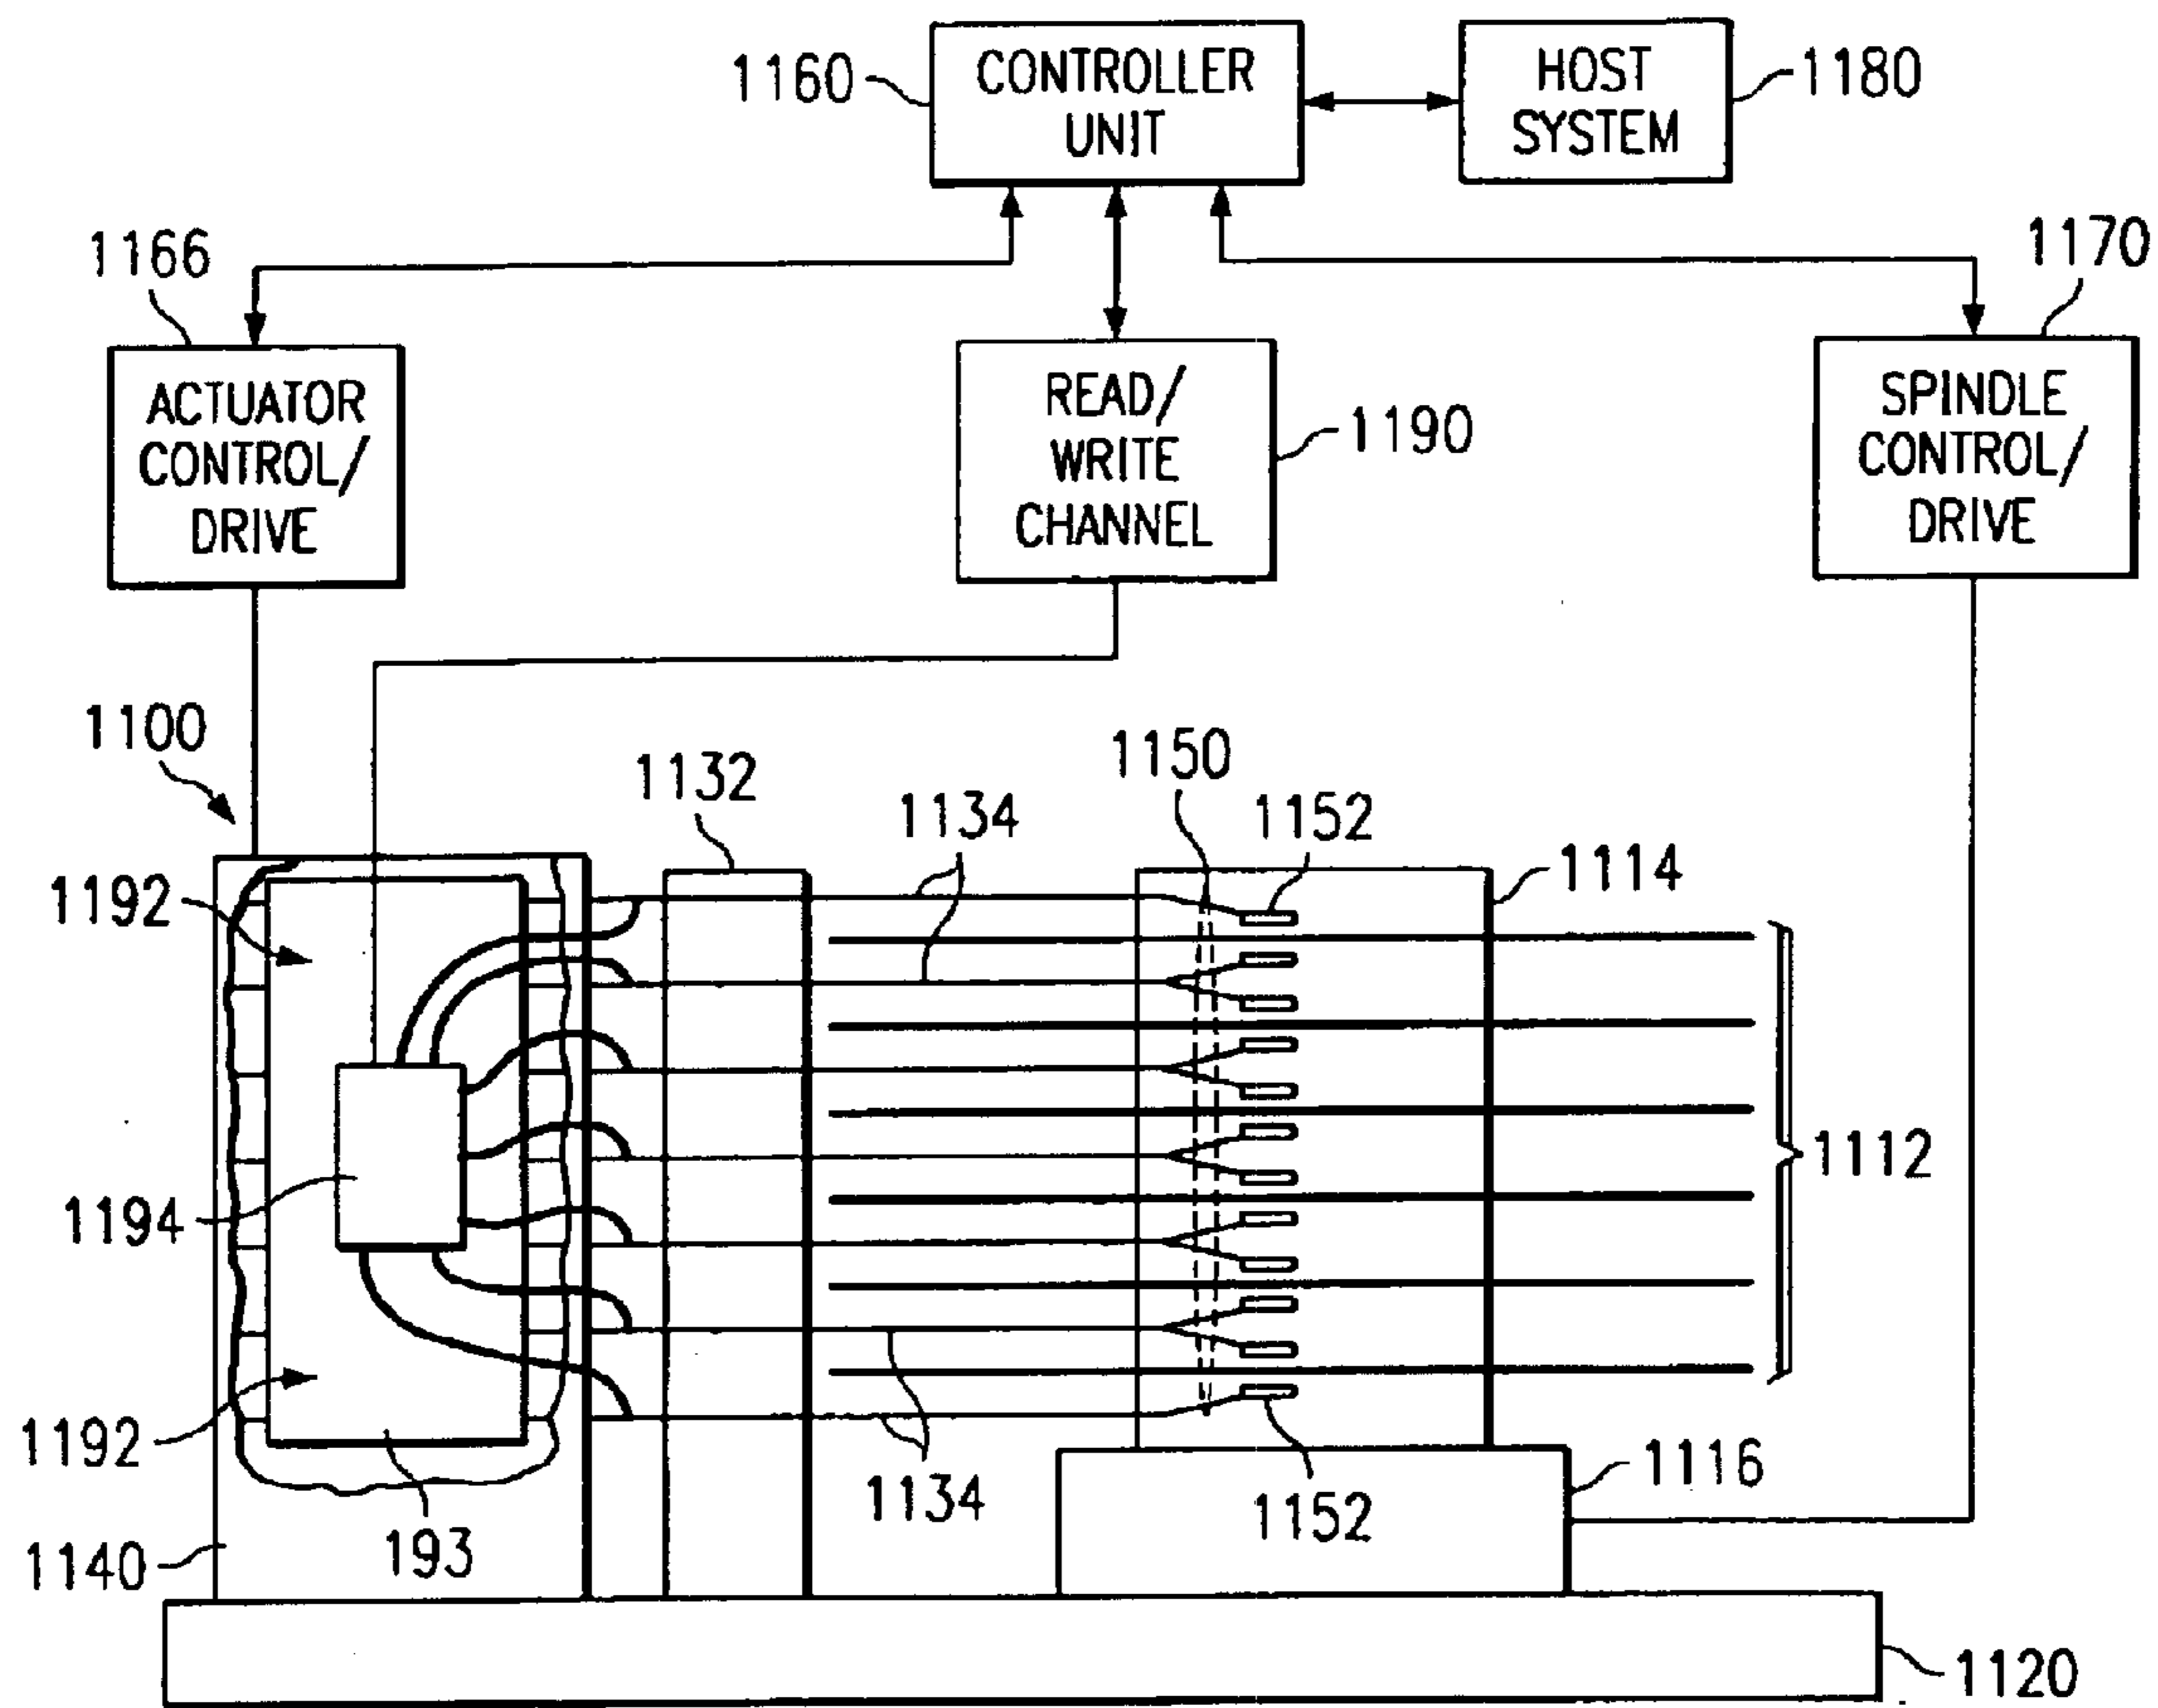 1160
CONTROLLER
UNIT
HOST
SYSTEM
1180
1166
1170
ACTUATOR
CONTROL/
DRIVE
READ/
WRITE
CHANNEL
1190
SPINDLE
CONTROL/
DRIVE
1100
1132
1134
1150
1152
1114
1192
1112
1194
1192
193
1134
1152
1116
1140
1120